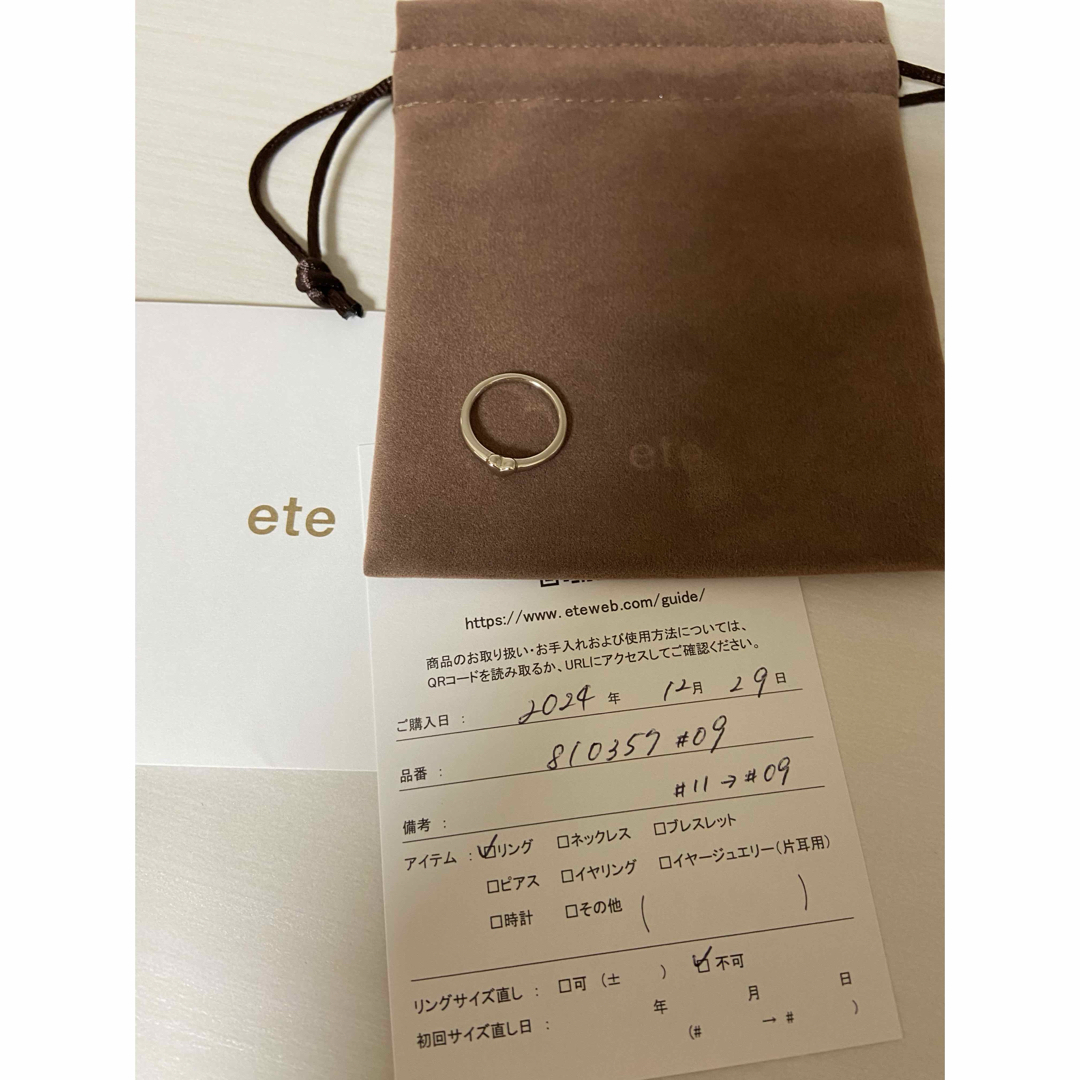 ete
ete
https://www.eteweb.com/guide/
商品のお取り扱い・お手入れおよび使用方法については、
QRコードを読み取るか、URLにアクセスしてご確認ください。
ご購入日 : 2024 年 12月 29日
品番 : 810357 #09
備考 : #11→#09
アイテム : ☑リング □ネックレス □ブレスレット
□ピアス □イヤリング □イヤージュエリー(片耳用)
□時計 □その他 ( )
リングサイズ直し : □可 (± ) ☑不可
初回サイズ直し日 : 年 月 日
(# → # )